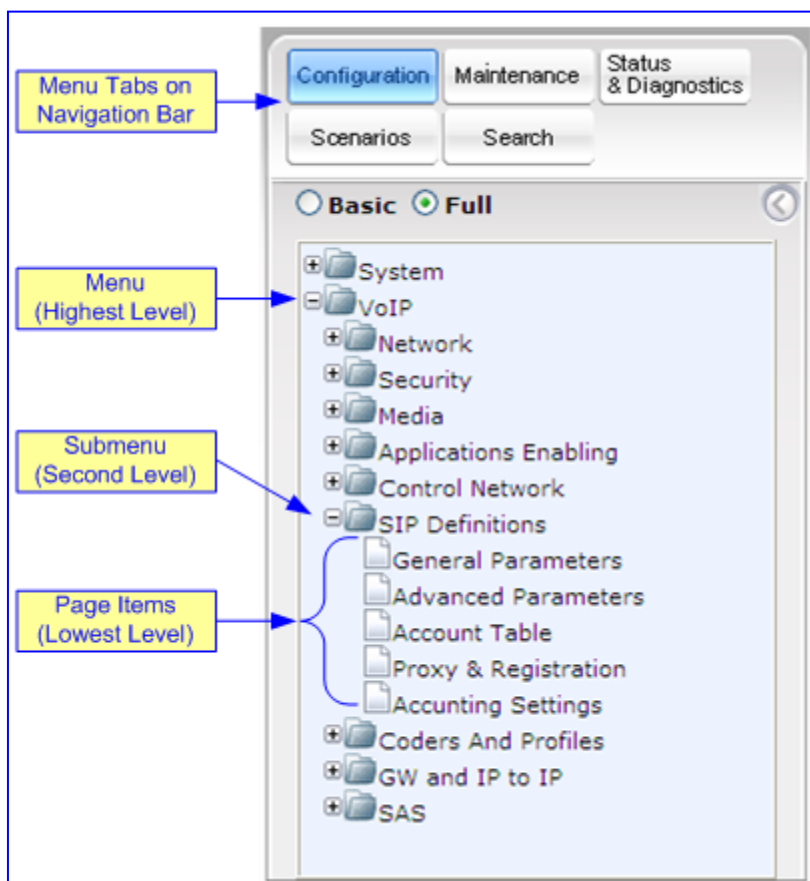 Menu Tabs on
Navigation Bar
Configuration
Maintenance
Status
& Diagnostics
Scenarios
Search
Basic
Full
Menu
(Highest Level)
System
VoIP
Network
Security
Media
Applications Enabling
Control Network
Submenu
(Second Level)
SIP Definitions
General Parameters
Advanced Parameters
Page Items
(Lowest Level)
Account Table
Proxy & Registration
Accunting Settings
Coders And Profiles
GW and IP to IP
SAS